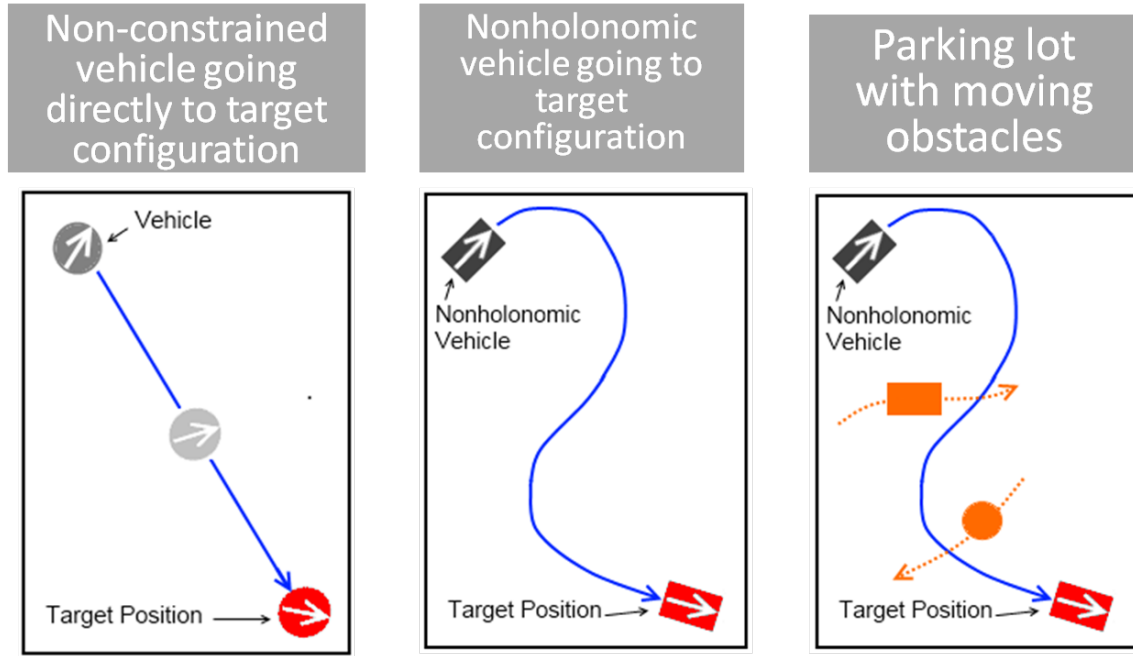 Non-constrained
vehicle going
directly to target
configuration
Nonholonomic
vehicle going to
target
configuration
Parking lot
with moving
obstacles
Vehicle
Target Position
Nonholonomic
Vehicle
Target Position
Nonholonomic
Vehicle
Target Position